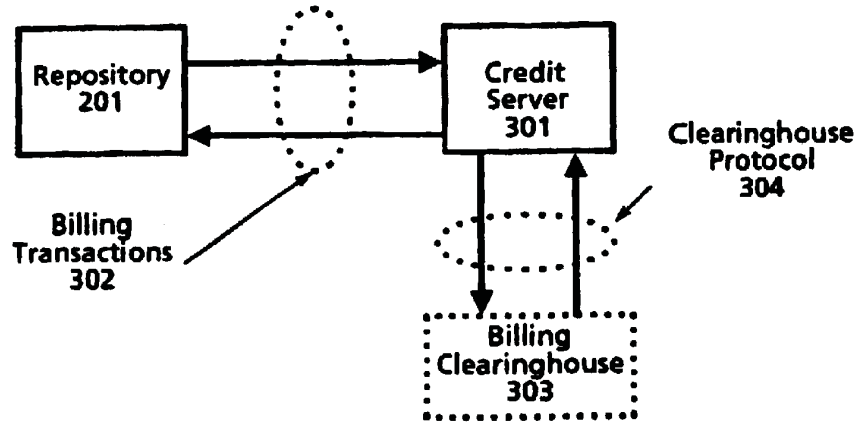 Repository
201
Credit
Server
301
Clearinghouse
Protocol
304
Billing
Transactions
302
Billing
Clearinghouse
303